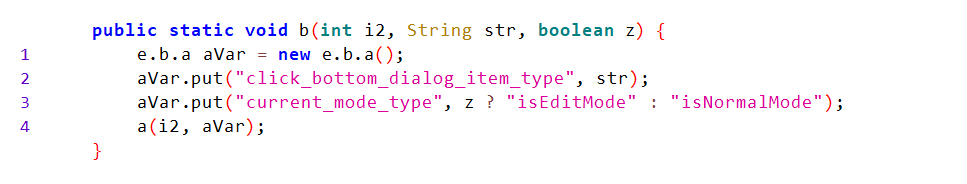 public static void b(int i2, String str, boolean z) {
1 e.b.a aVar = new e.b.a();
2 aVar.put("click_bottom_dialog_item_type", str);
3 aVar.put("current_mode_type", z ? "isEditMode" : "isNormalMode");
4 a(i2, aVar);
}